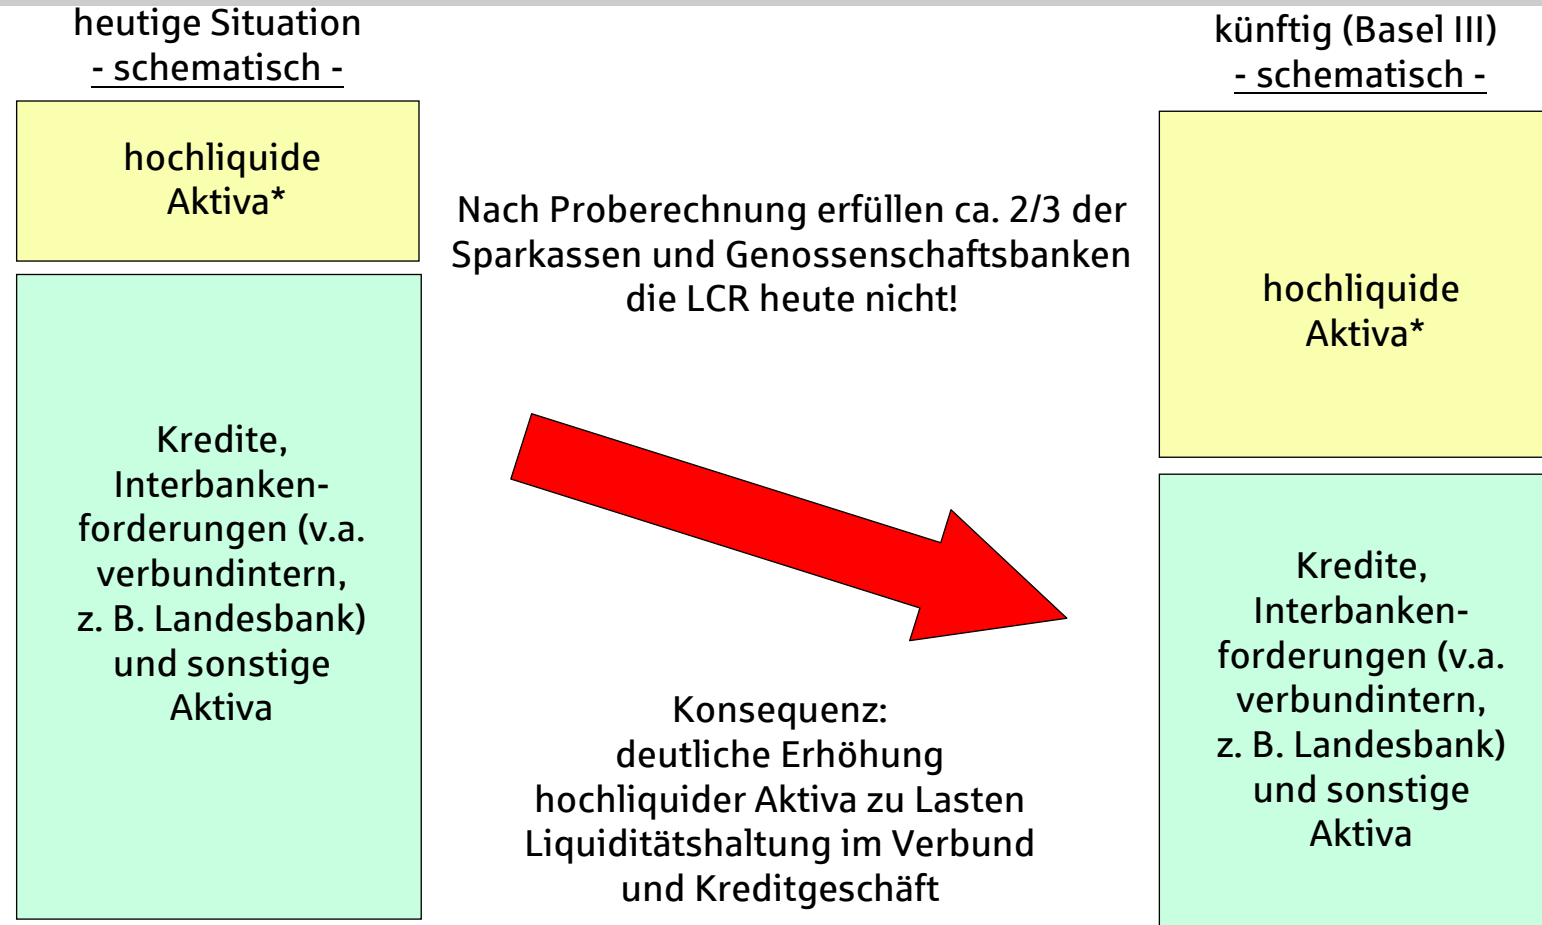 heutige Situation
- schematisch -
hochliquide
Aktiva*
Kredite,
Interbanken-
forderungen (v.a.
verbundintern,
z. B. Landesbank)
und sonstige
Aktiva
Nach Proberechnung erfüllen ca. 2/3 der
Sparkassen und Genossenschaftsbanken
die LCR heute nicht!
Konsequenz:
deutliche Erhöhung
hochliquider Aktiva zu Lasten
Liquiditätshaltung im Verbund
und Kreditgeschäft
künftig (Basel III)
- schematisch -
hochliquide
Aktiva*
Kredite,
Interbanken-
forderungen (v.a.
verbundintern,
z. B. Landesbank)
und sonstige
Aktiva